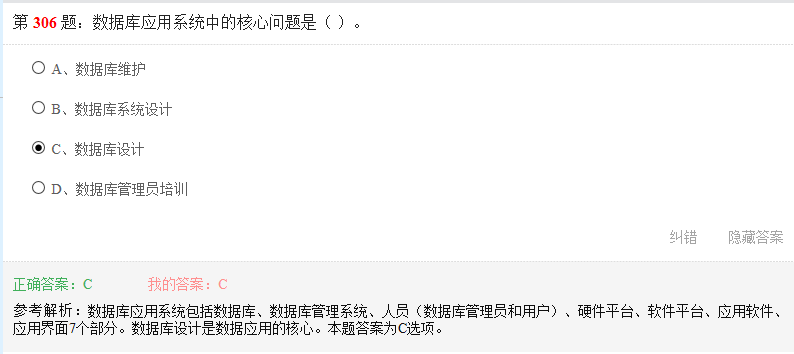 第 306 题：数据库应用系统中的核心问题是（ ）。
A、数据库维护
B、数据库系统设计
C、数据库设计
D、数据库管理员培训
纠错 隐藏答案
正确答案：C 我的答案：C
参考解析：数据库应用系统包括数据库、数据库管理系统、人员（数据库管理员和用户）、硬件平台、软件平台、应用软件、
应用界面7个部分。数据库设计是数据应用的核心。本题答案为C选项。